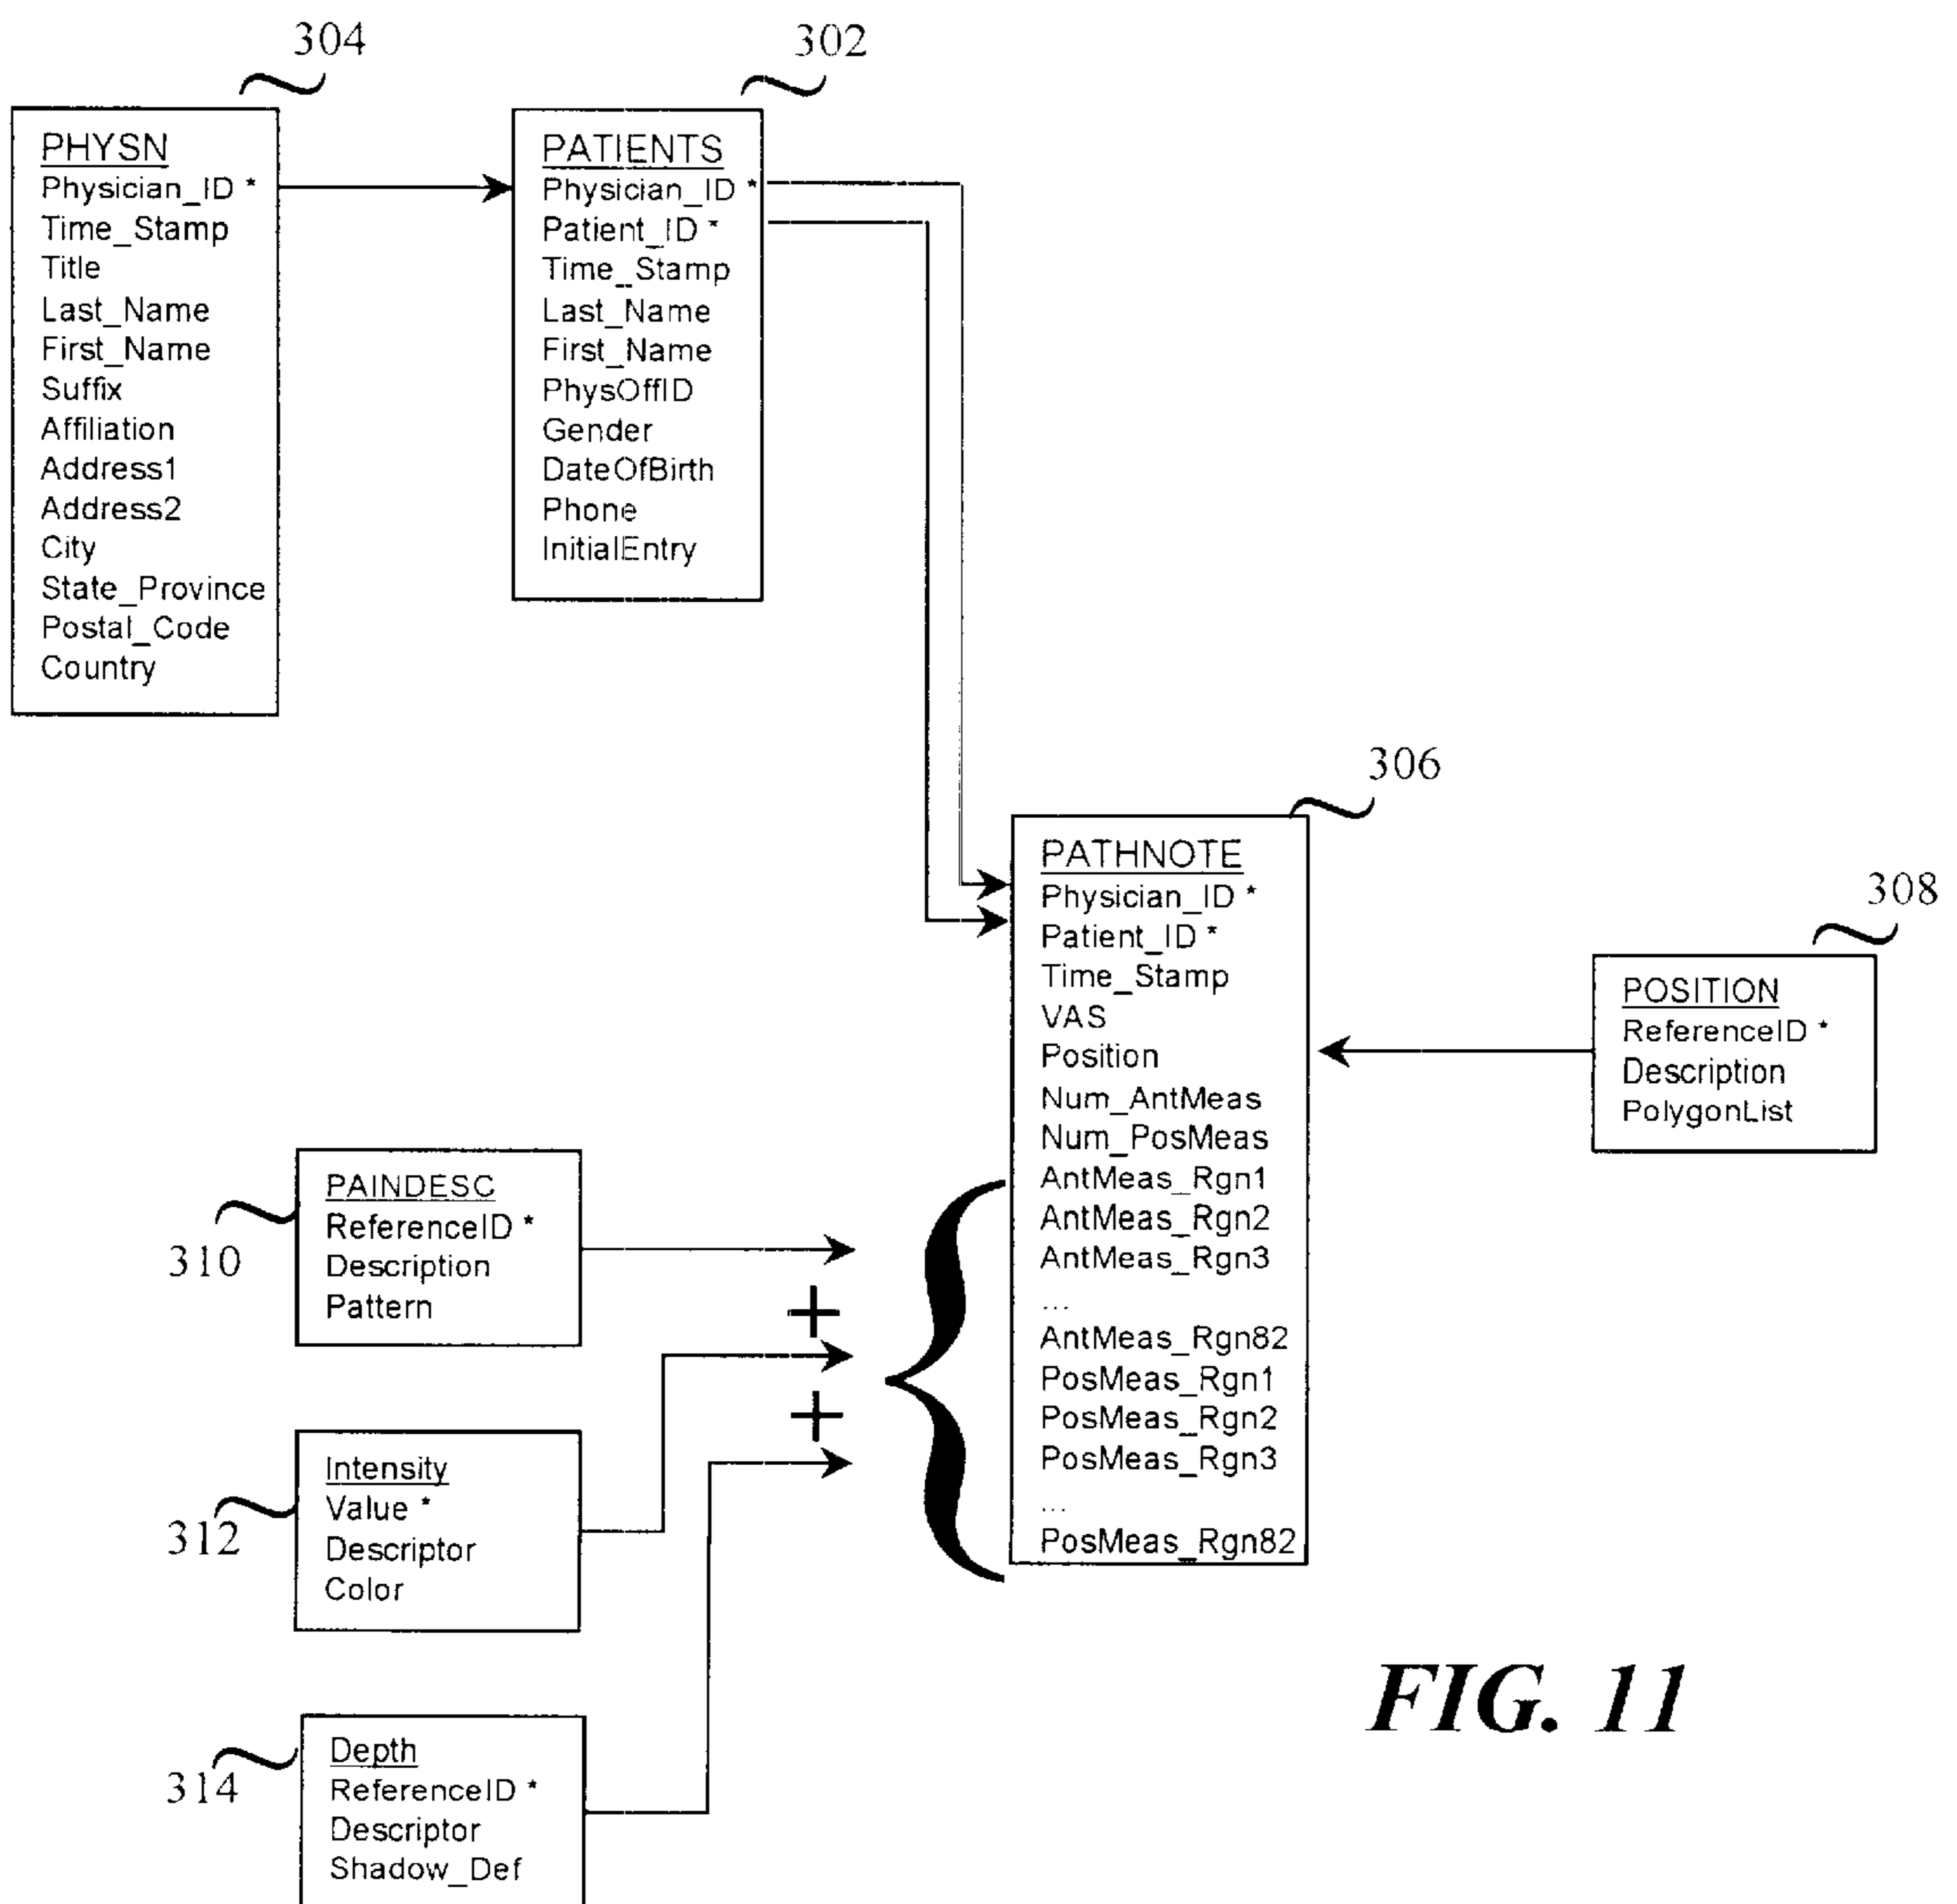 304
PHYSN
Physician_ID *
Time_Stamp
Title
Last_Name
First_Name
Suffix
Affiliation
Address1
Address2
City
State_Province
Postal_Code
Country
302
PATIENTS
Physician_ID *
Patient_ID *
Time_Stamp
Last_Name
First_Name
PhysOffID
Gender
DateOfBirth
Phone
InitialEntry
306
PATHNOTE
Physician_ID *
Patient_ID *
Time_Stamp
VAS
Position
Num_AntMeas
Num_PosMeas
AntMeas_Rgn1
AntMeas_Rgn2
AntMeas_Rgn3
...
AntMeas_Rgn82
PosMeas_Rgn1
PosMeas_Rgn2
PosMeas_Rgn3
...
PosMeas_Rgn82
308
POSITION
ReferenceID *
Description
PolygonList
310
PAINDESC
ReferenceID *
Description
Pattern
+
312
Intensity
Value *
Descriptor
Color
+
314
Depth
ReferenceID *
Descriptor
Shadow_Def
FIG. 11